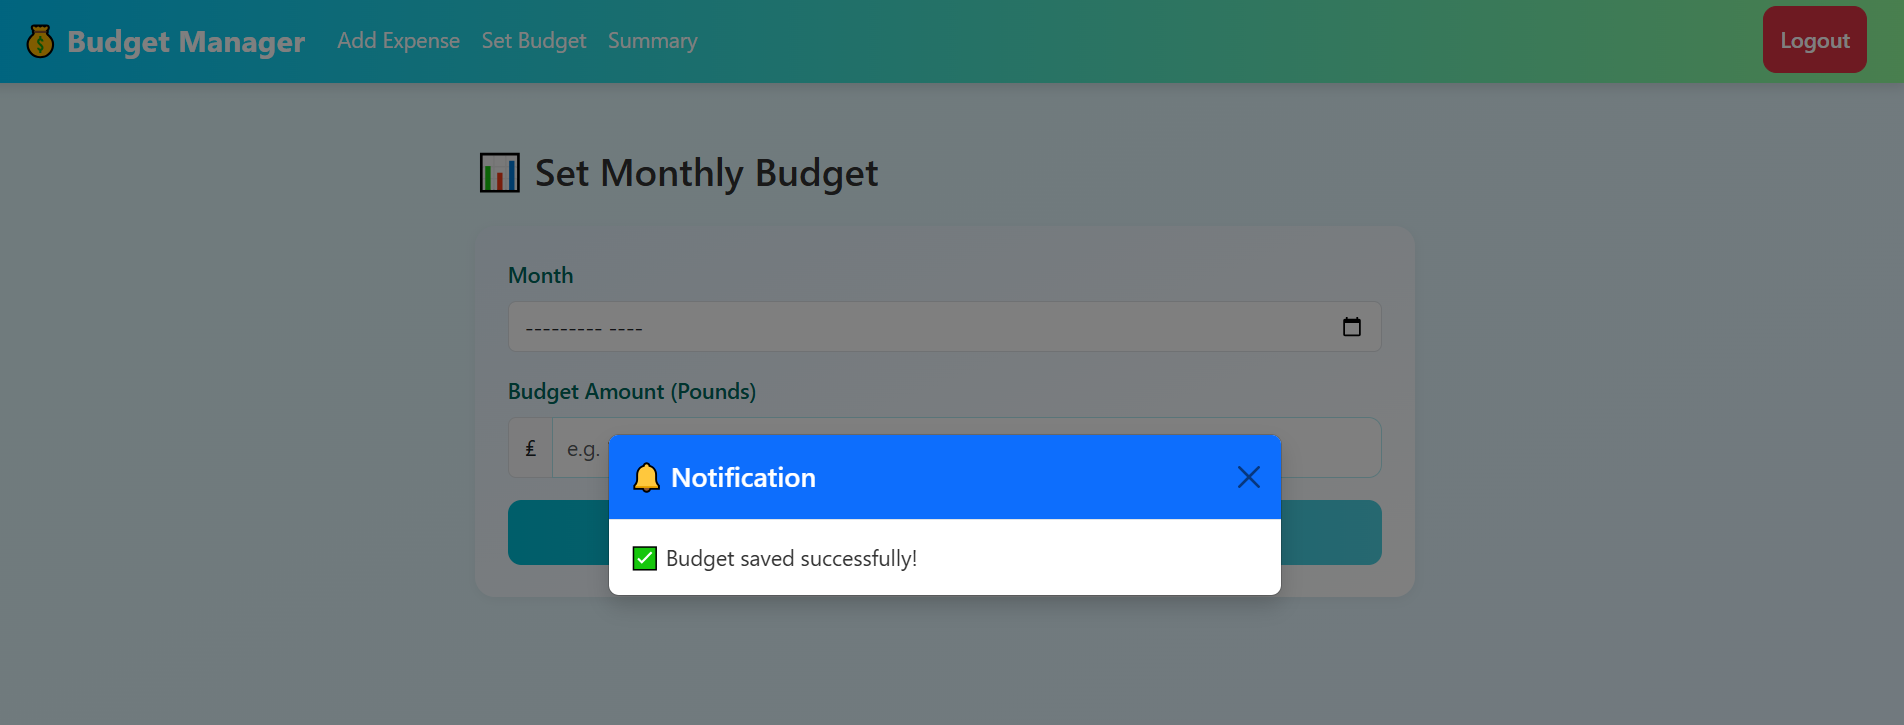 Budget Manager Add Expense Set Budget Summary Logout
Set Monthly Budget
Month
--------- ----
Budget Amount (Pounds)
£ e.g.
Notification
Budget saved successfully!